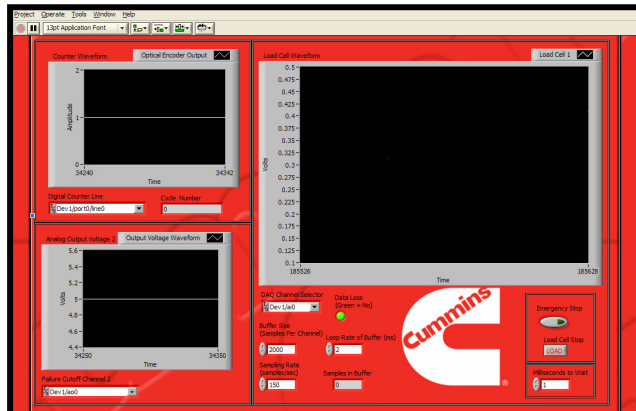 Project Operate Tools Window Help
13pt Application Font
Counter Waveform
Optical Encoder Output
2
1
0
Amplitude
34240
34342
Time
Digital Counter Line
Dev1/port0/line0
Cycle Number
0
Analog Output Voltage 2
Output Voltage Waveform
5.6
5.4
5.2
5
4.8
4.6
4.4
Volts
34250
34350
Time
Failure Cutoff Channel 2
Dev1/ao0
Load Cell Waveform
Load Cell 1
0.5
0.475
0.45
0.425
0.4
0.375
0.35
0.325
0.3
0.275
0.25
0.225
0.2
0.175
0.15
0.125
0.1
Volts
185526
185628
Time
DAQ Channel Selector
Dev1/ai0
Data Loss
(Green = No)
Buffer Size
(Samples Per Channel)
2000
Loop Rate of Buffer (ms)
2
Sampling Rate
(samples/sec)
150
Samples in Buffer
0
Cummins
®
Emergency Stop
Load Cell Stop
LOAD
Milliseconds to Wait
1